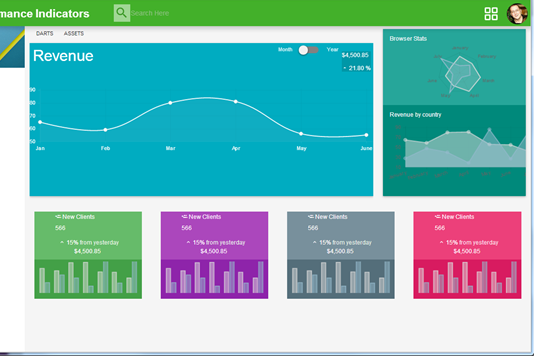 mance Indicators
Search Here
DARTS ASSETS
Revenue
Month Year
$4,500.85
21.80 %
90
80
70
60
50
Jan Feb Mar Apr May June
Browser Stats
Revenue by country
New Clients
566
15% from yesterday
$4,500.85
New Clients
566
15% from yesterday
$4,500.85
New Clients
566
15% from yesterday
$4,500.85
New Clients
566
15% from yesterday
$4,500.85